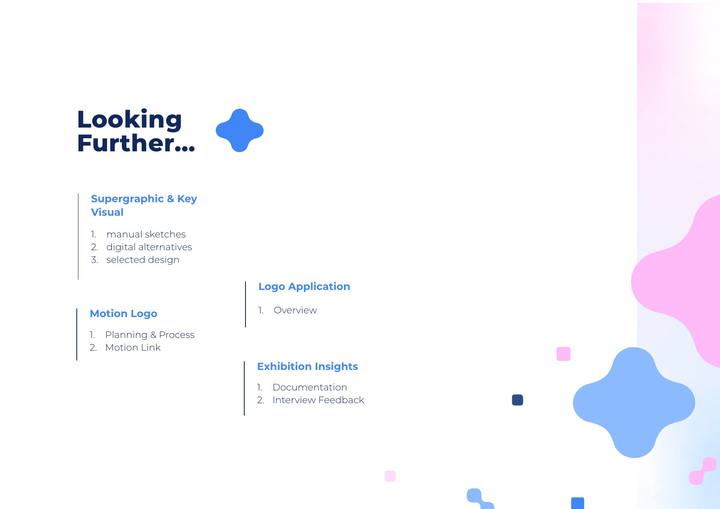 Looking
Further...
Supergraphic & Key
Visual
1. manual sketches
2. digital alternatives
3. selected design
Motion Logo
1. Planning & Process
2. Motion Link
Logo Application
1. Overview
Exhibition Insights
1. Documentation
2. Interview Feedback